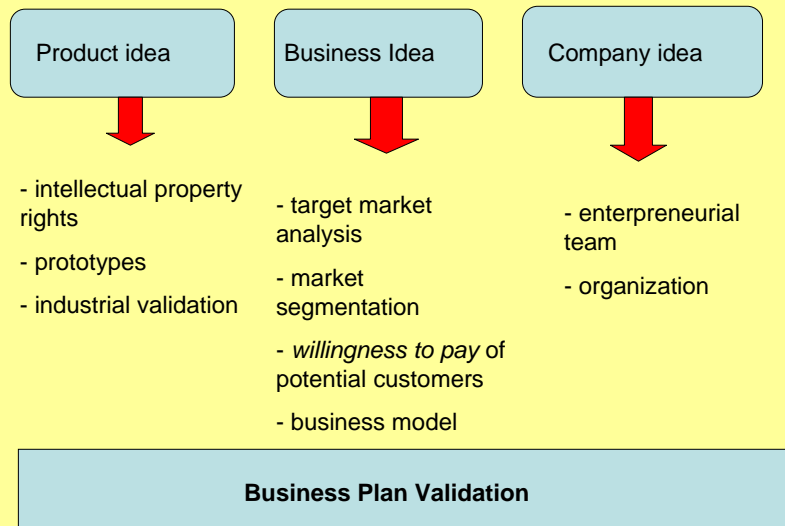 Product idea
- intellectual property
rights
- prototypes
- industrial validation
Business Idea
- target market
analysis
- market
segmentation
- willingness to pay of
potential customers
- business model
Company idea
- enterpreneurial
team
- organization
Business Plan Validation